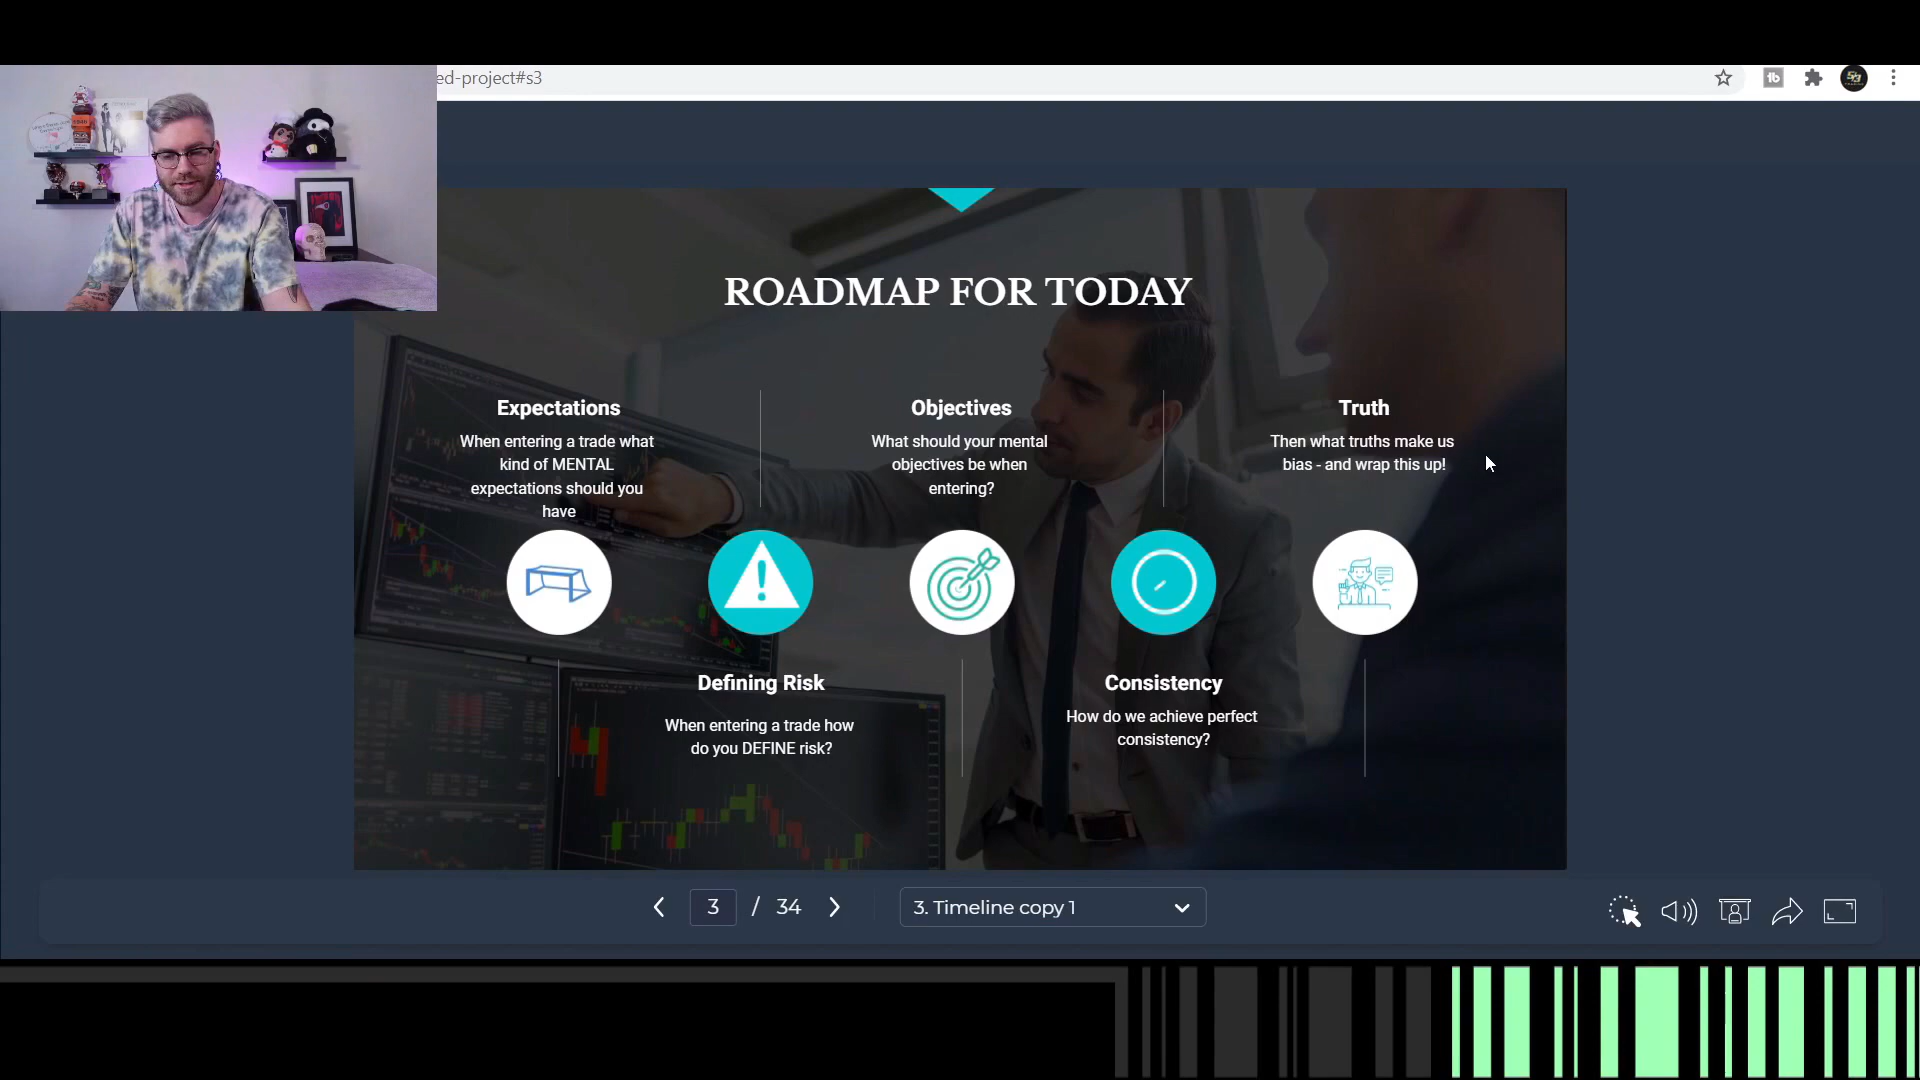 ed-project#s3
ROADMAP FOR TODAY
Expectations
When entering a trade what
kind of MENTAL
expectations should you
have
Objectives
What should your mental
objectives be when
entering?
Truth
Then what truths make us
bias - and wrap this up!
Defining Risk
When entering a trade how
do you DEFINE risk?
Consistency
How do we achieve perfect
consistency?
3 / 34
3. Timeline copy 1